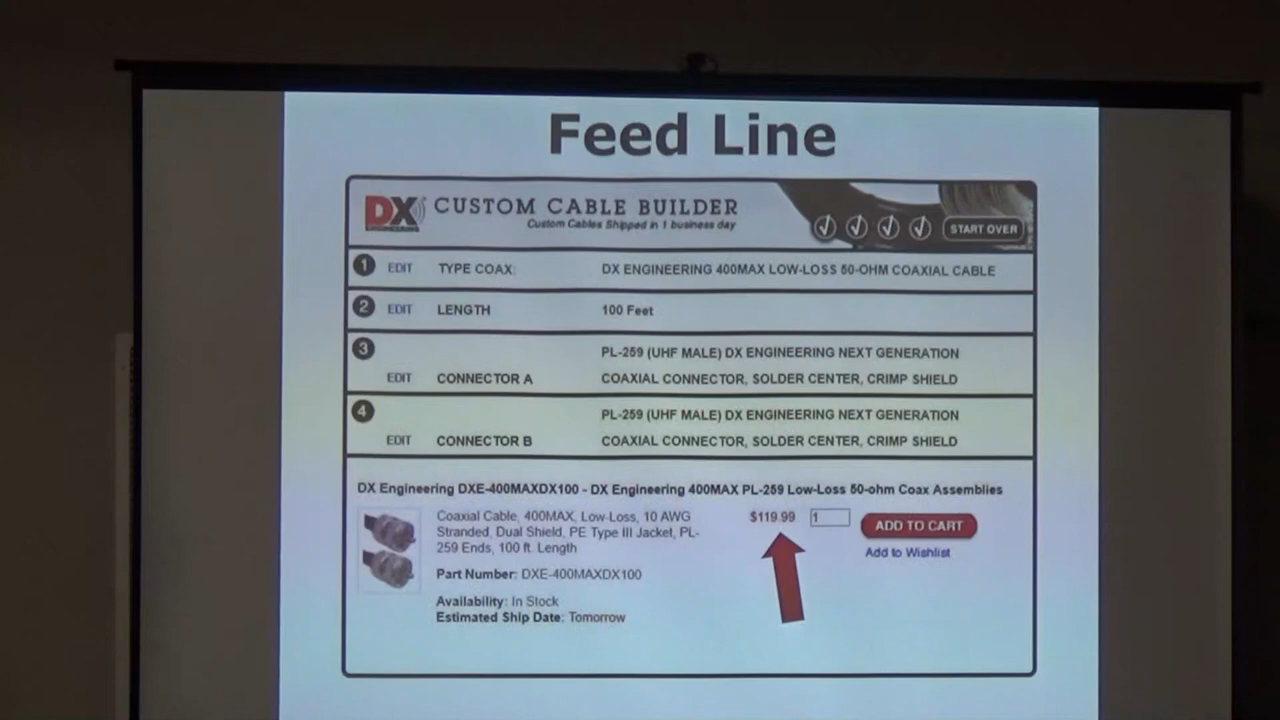 Feed Line
DX CUSTOM CABLE BUILDER
Custom Cables Shipped in 1 business day
START OVER
1 EDIT TYPE COAX: DX ENGINEERING 400MAX LOW-LOSS 50-OHM COAXIAL CABLE
2 EDIT LENGTH 100 Feet
3 PL-259 (UHF MALE) DX ENGINEERING NEXT GENERATION
EDIT CONNECTOR A COAXIAL CONNECTOR, SOLDER CENTER, CRIMP SHIELD
4 PL-259 (UHF MALE) DX ENGINEERING NEXT GENERATION
EDIT CONNECTOR B COAXIAL CONNECTOR, SOLDER CENTER, CRIMP SHIELD
DX Engineering DXE-400MAXDX100 - DX Engineering 400MAX PL-259 Low-Loss 50-ohm Coax Assemblies
Coaxial Cable, 400MAX, Low-Loss, 10 AWG
Stranded, Dual Shield, PE Type III Jacket, PL-
259 Ends, 100 ft. Length
$119.99 1 ADD TO CART
Add to Wishlist
Part Number: DXE-400MAXDX100
Availability: In Stock
Estimated Ship Date: Tomorrow